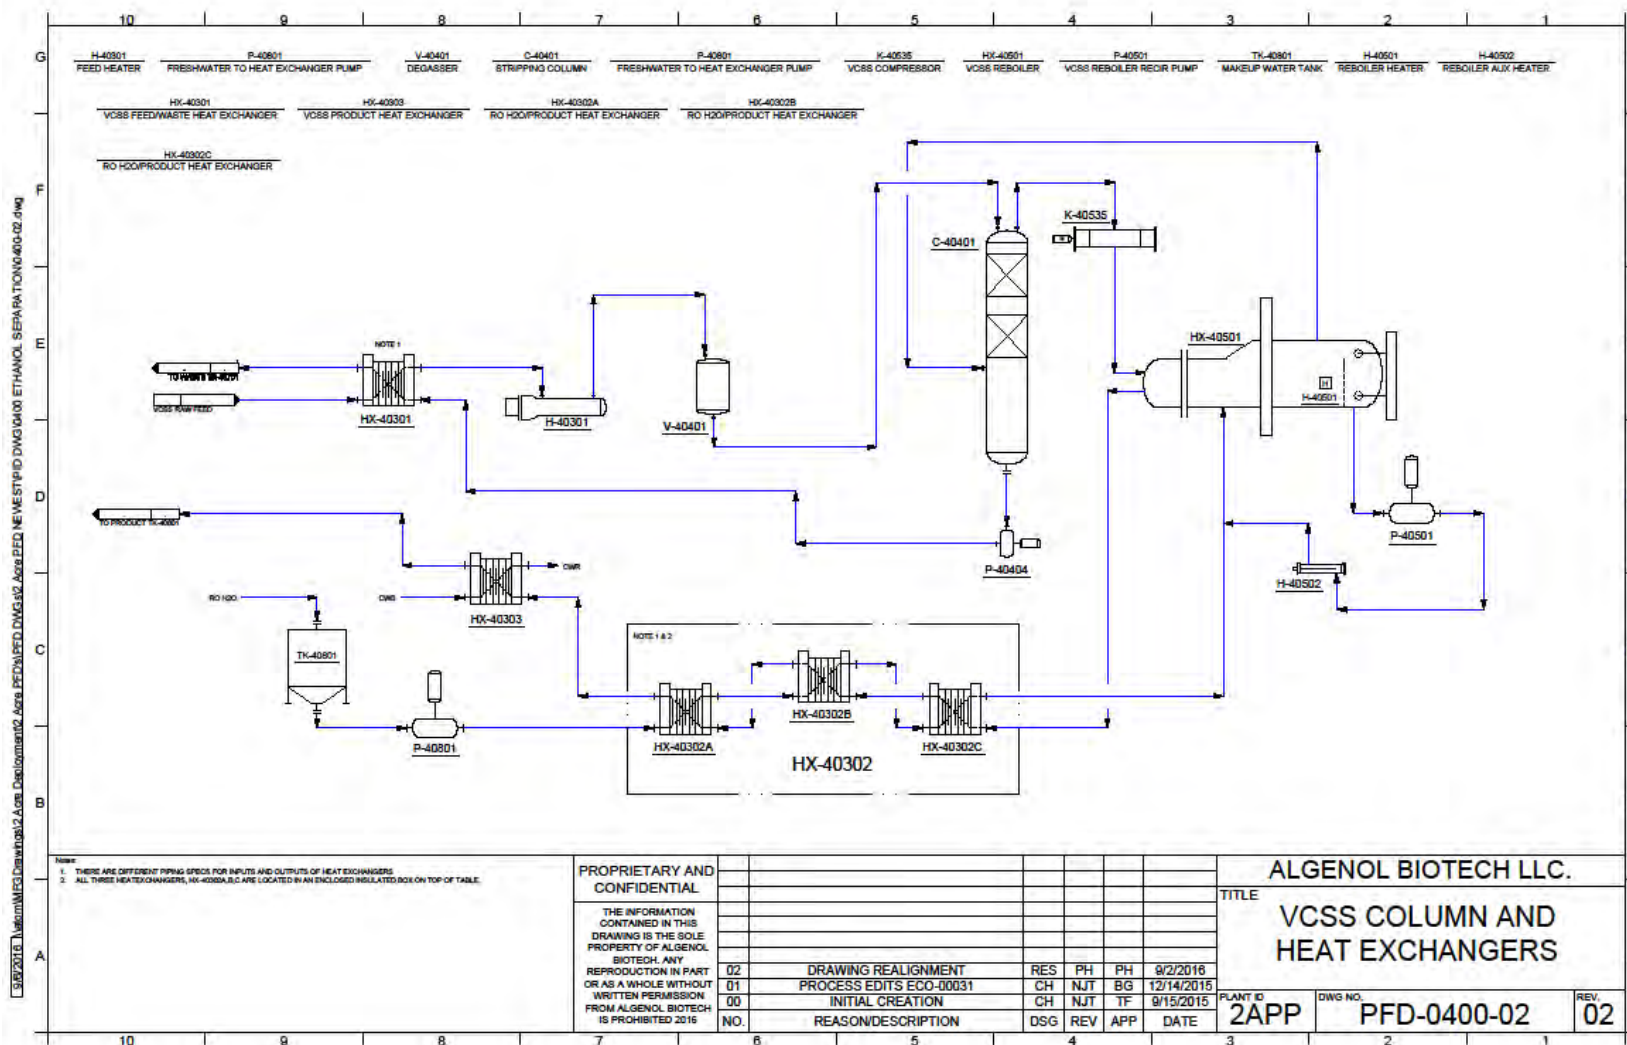 10 9 8 7 6 5 4 3 2 1
G
H-40301 P-40801 V-40401 C-40401 P-40801 K-40535 HX-40501 P-40501 TK-40801 H-40501 H-40502
FEED HEATER FRESHWATER TO HEAT EXCHANGER PUMP DEGASSER STRIPPING COLUMN FRESHWATER TO HEAT EXCHANGER PUMP VCSS COMPRESSOR VCSS REBOILER VCSS REBOILER RECIR PUMP MAKEUP WATER TANK REBOILER HEATER REBOILER AUX HEATER
HX-40301 HX-40303 HX-40302A HX-40302B
VCSS FEED/WASTE HEAT EXCHANGER VCSS PRODUCT HEAT EXCHANGER RO H2O/PRODUCT HEAT EXCHANGER RO H2O/PRODUCT HEAT EXCHANGER
HX-40302C
RO H2O/PRODUCT HEAT EXCHANGER
F
K-40535
C-40401
E
NOTE 1
HX-40501
VCSS RAW FEED
H
H-40501
HX-40301
H-40301
V-40401
D
TO PRODUCT TK-40601
P-40501
P-40404
CWR
H-40502
RO H2O
CWS
HX-40303
NOTE 1 & 2
C
TK-40801
HX-40302B
P-40801
HX-40302A
HX-40302C
HX-40302
B
Notes:
1. THERE ARE DIFFERENT PIPING SPECS FOR INPUTS AND OUTPUTS OF HEAT EXCHANGERS
2. ALL THREE HEATEXCHANGERS, HX-40302A,B,C ARE LOCATED IN AN ENCLOSED INSULATED BOX ON TOP OF TABLE.
A
PROPRIETARY AND
CONFIDENTIAL
THE INFORMATION
CONTAINED IN THIS
DRAWING IS THE SOLE
PROPERTY OF ALGENOL
BIOTECH. ANY
REPRODUCTION IN PART
OR AS A WHOLE WITHOUT
WRITTEN PERMISSION
FROM ALGENOL BIOTECH
IS PROHIBITED 2016
02 DRAWING REALIGNMENT RES PH PH 9/2/2016
01 PROCESS EDITS ECO-00031 CH NJT BG 12/14/2015
00 INITIAL CREATION CH NJT TF 9/15/2015
NO. REASON/DESCRIPTION DSG REV APP DATE
ALGENOL BIOTECH LLC.
TITLE
VCSS COLUMN AND
HEAT EXCHANGERS
PLANT ID
2APP
DWG NO.
PFD-0400-02
REV.
02
10 9 8 7 6 5 4 3 2 1